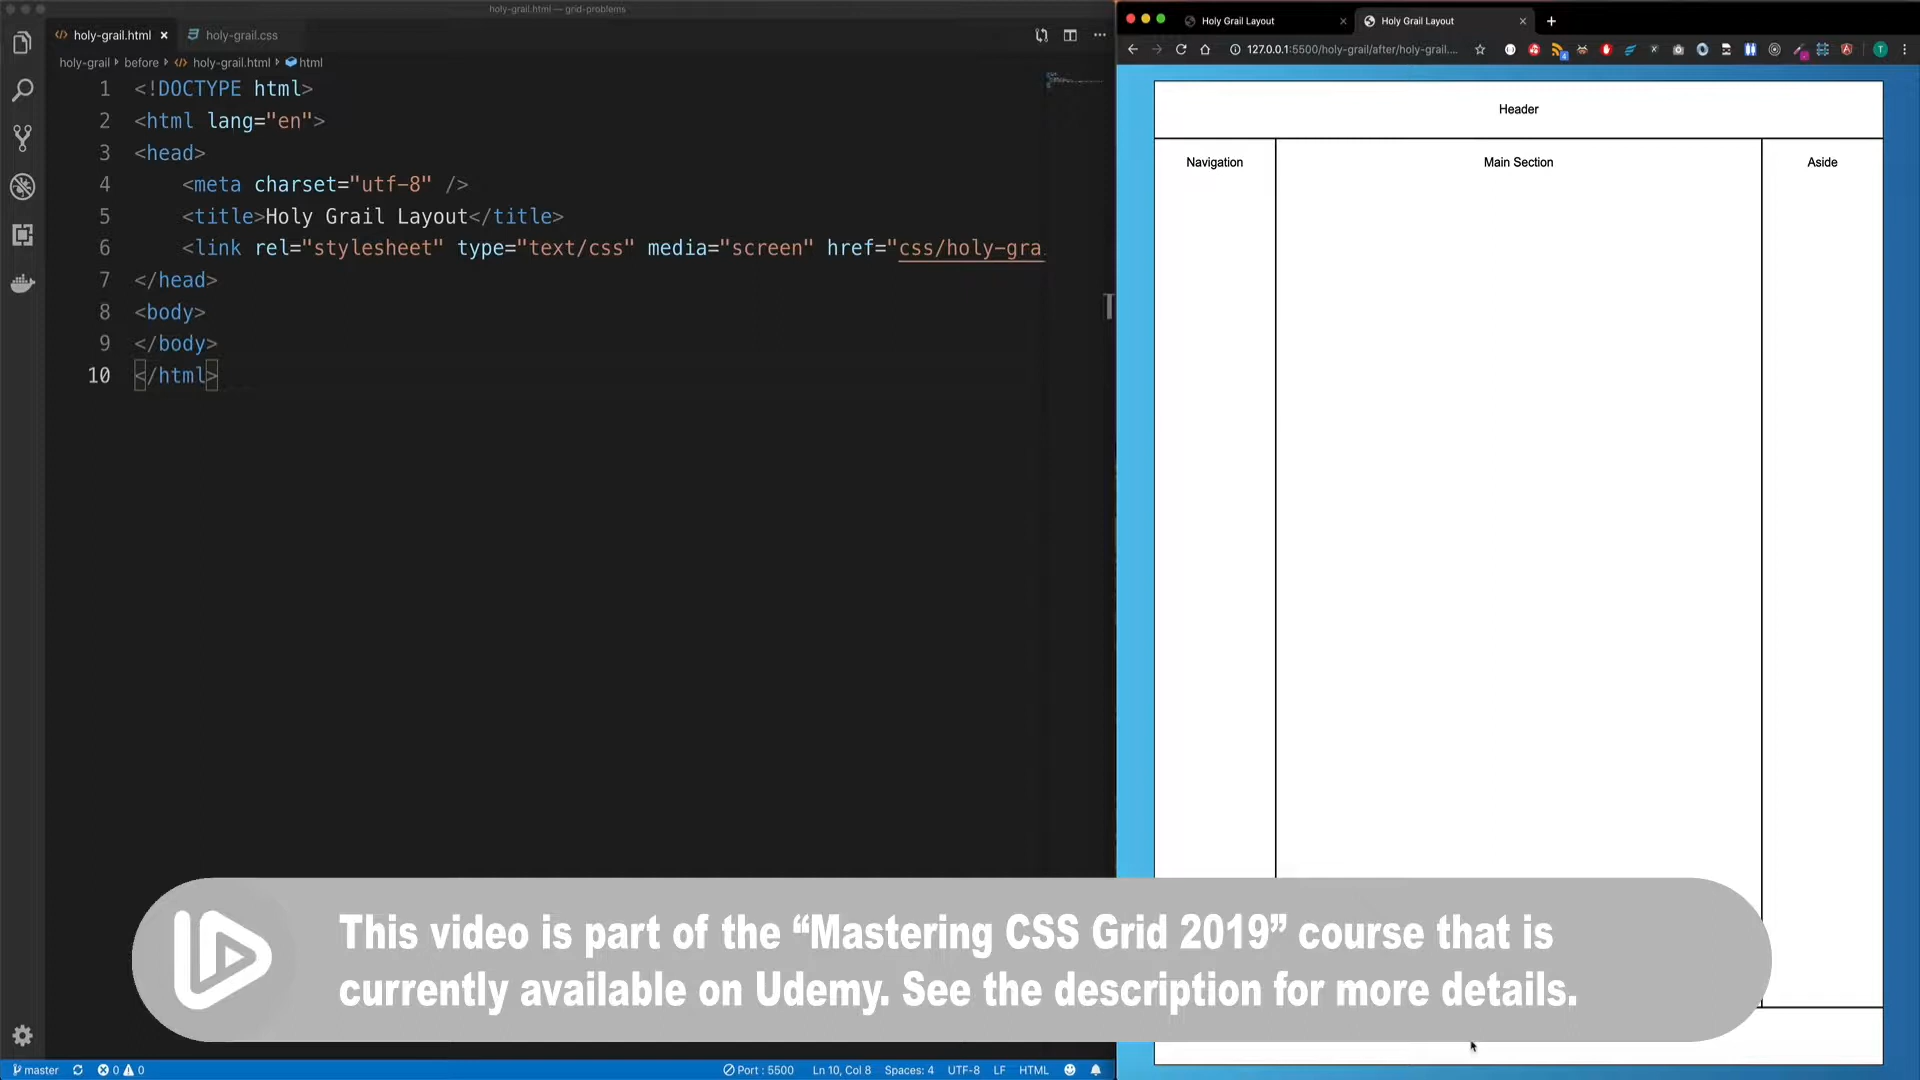 holy-grail.html — grid-problems
holy-grail.html
holy-grail.css
holy-grail
before
holy-grail.html
html
1 <!DOCTYPE html>
2 <html lang="en">
3 <head>
4 <meta charset="utf-8" />
5 <title>Holy Grail Layout</title>
6 <link rel="stylesheet" type="text/css" media="screen" href="css/holy-gra
7 </head>
8 <body>
9 </body>
10 </html>
Holy Grail Layout
Holy Grail Layout
127.0.0.1:5500/holy-grail/after/holy-grail....
Header
Navigation
Main Section
Aside
This video is part of the “Mastering CSS Grid 2019” course that is
currently available on Udemy. See the description for more details.
master
0
0
Port : 5500
Ln 10, Col 8
Spaces: 4
UTF-8
LF
HTML